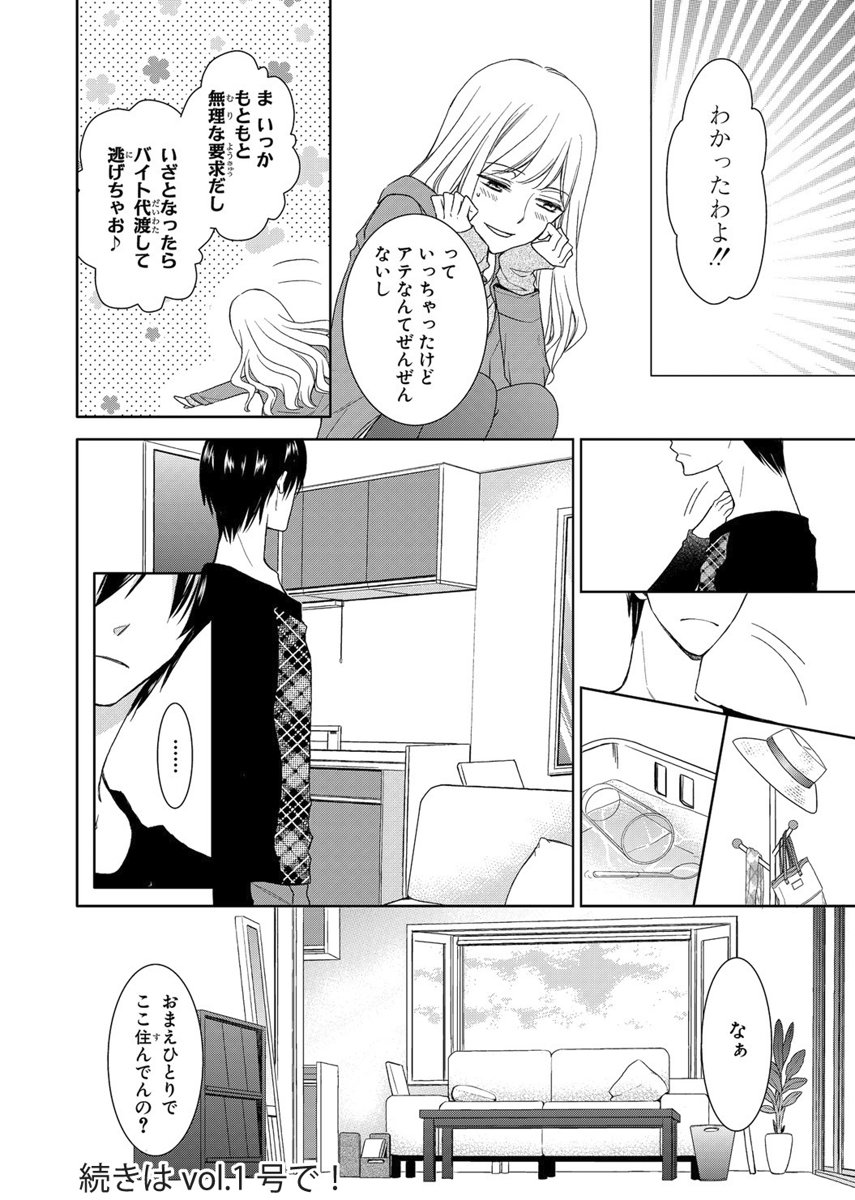 わかったわよ!!
って
いっちゃったけど
アテなんてぜんぜん
ないし
ま いっか
もともと
無理な要求だし
いざとなったら
バイト代渡して
逃げちゃお♪
……
なぁ
おまえひとりで
ここ住んでんの?
続きは vol.1 号で!